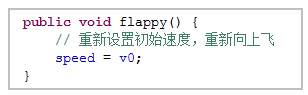 public void flappy() {
// 重新设置初始速度，重新向上飞
speed = v0;
}